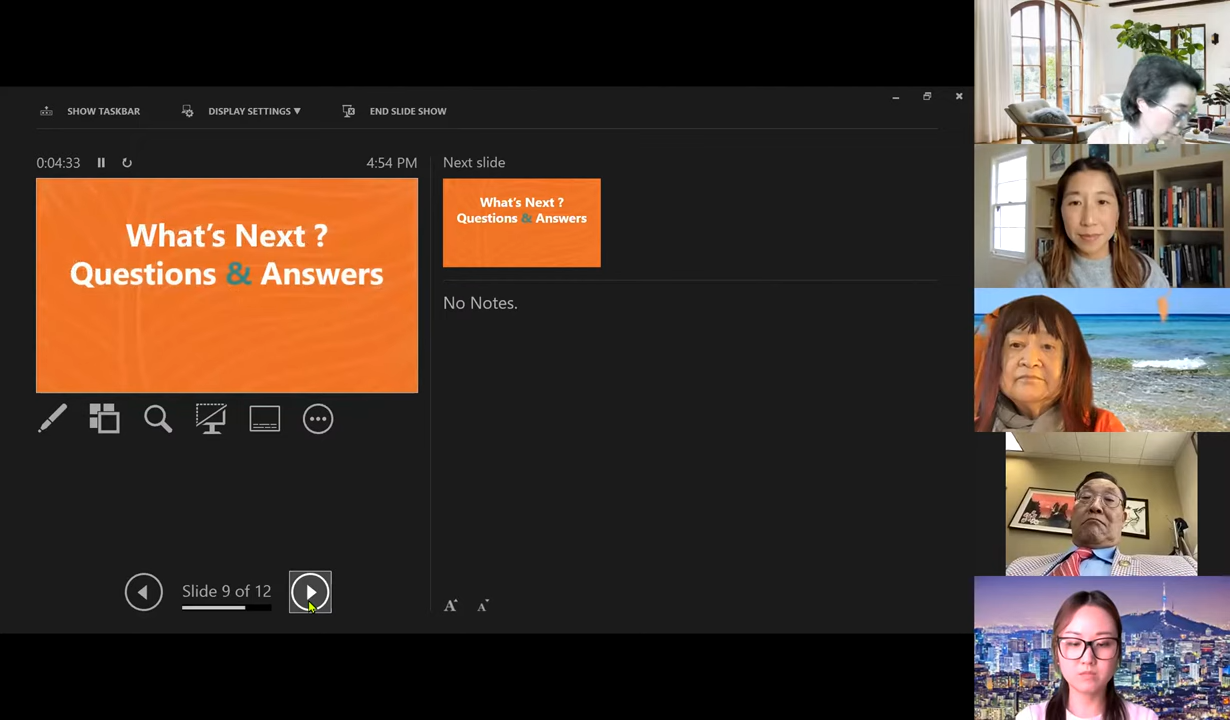 SHOW TASKBAR
DISPLAY SETTINGS ▼
END SLIDE SHOW
0:04:33
4:54 PM
What's Next ?
Questions & Answers
Slide 9 of 12
Next slide
What's Next ?
Questions & Answers
No Notes.
A A